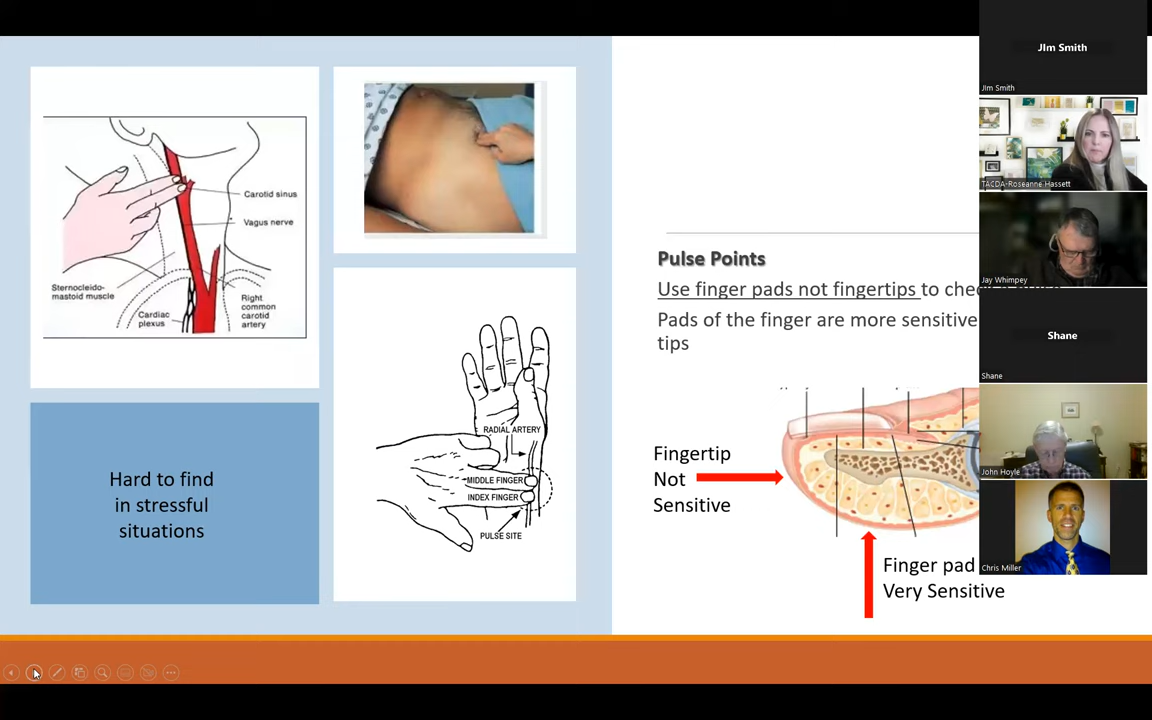 Carotid sinus
Vagus nerve
Sternocleido-
mastoid muscle
Cardiac
plexus
Right
common
carotid
artery
Hard to find
in stressful
situations
RADIAL ARTERY
MIDDLE FINGER
INDEX FINGER
PULSE SITE
Pulse Points
Use finger pads not fingertips to
Pads of the finger are more sensitive
tips
Fingertip
Not
Sensitive
Finger pad
Very Sensitive
JIm Smith
JIm Smith
TACDA-Roseanne Hassett
Jay Whimpey
Shane
Shane
John Hoyle
Chris Miller